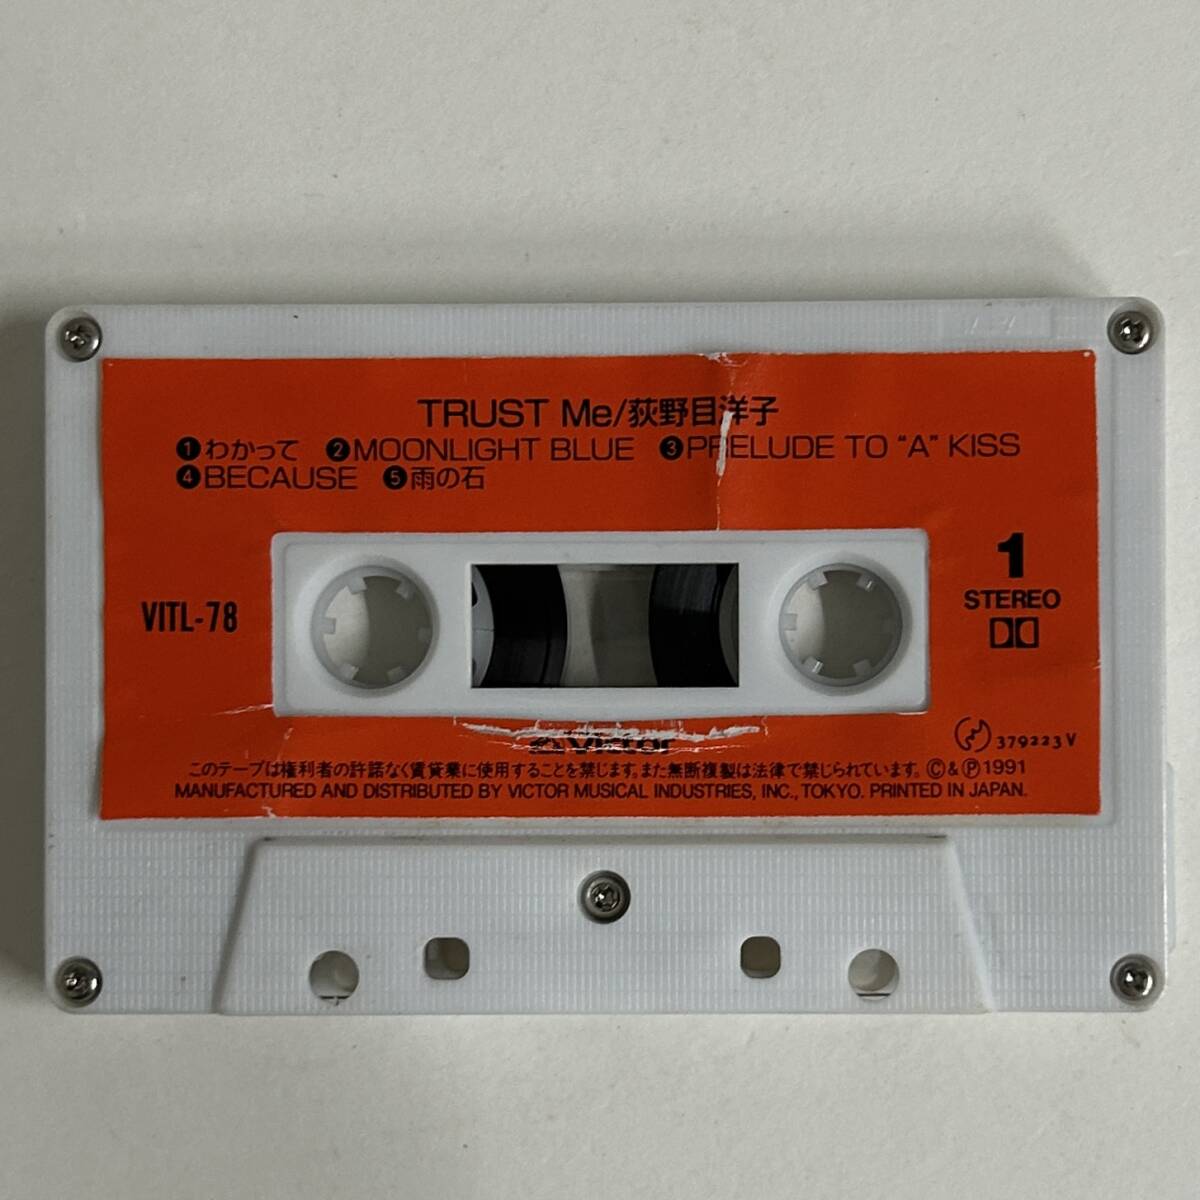 TRUST Me/荻野目洋子
❶わかって ❷MOONLIGHT BLUE ❸PRELUDE TO "A" KISS
❹BECAUSE ❺雨の石
VITL-78
1
STEREO
Victor
379223 V
このテープは権利者の許諾なく賃貸業に使用することを禁じます。また無断複製は法律で禁じられています。Ⓒ&Ⓟ1991
MANUFACTURED AND DISTRIBUTED BY VICTOR MUSICAL INDUSTRIES, INC., TOKYO. PRINTED IN JAPAN.